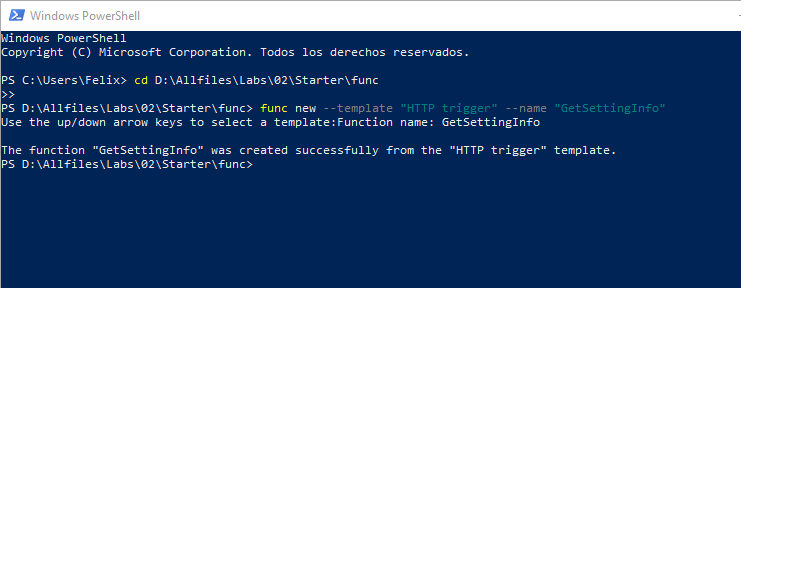 Windows PowerShell
Windows PowerShell
Copyright (C) Microsoft Corporation. Todos los derechos reservados.
PS C:\Users\Felix> cd D:\Allfiles\Labs\02\Starter\func
>>
PS D:\Allfiles\Labs\02\Starter\func> func new --template "HTTP trigger" --name "GetSettingInfo"
Use the up/down arrow keys to select a template:Function name: GetSettingInfo
The function "GetSettingInfo" was created successfully from the "HTTP trigger" template.
PS D:\Allfiles\Labs\02\Starter\func>